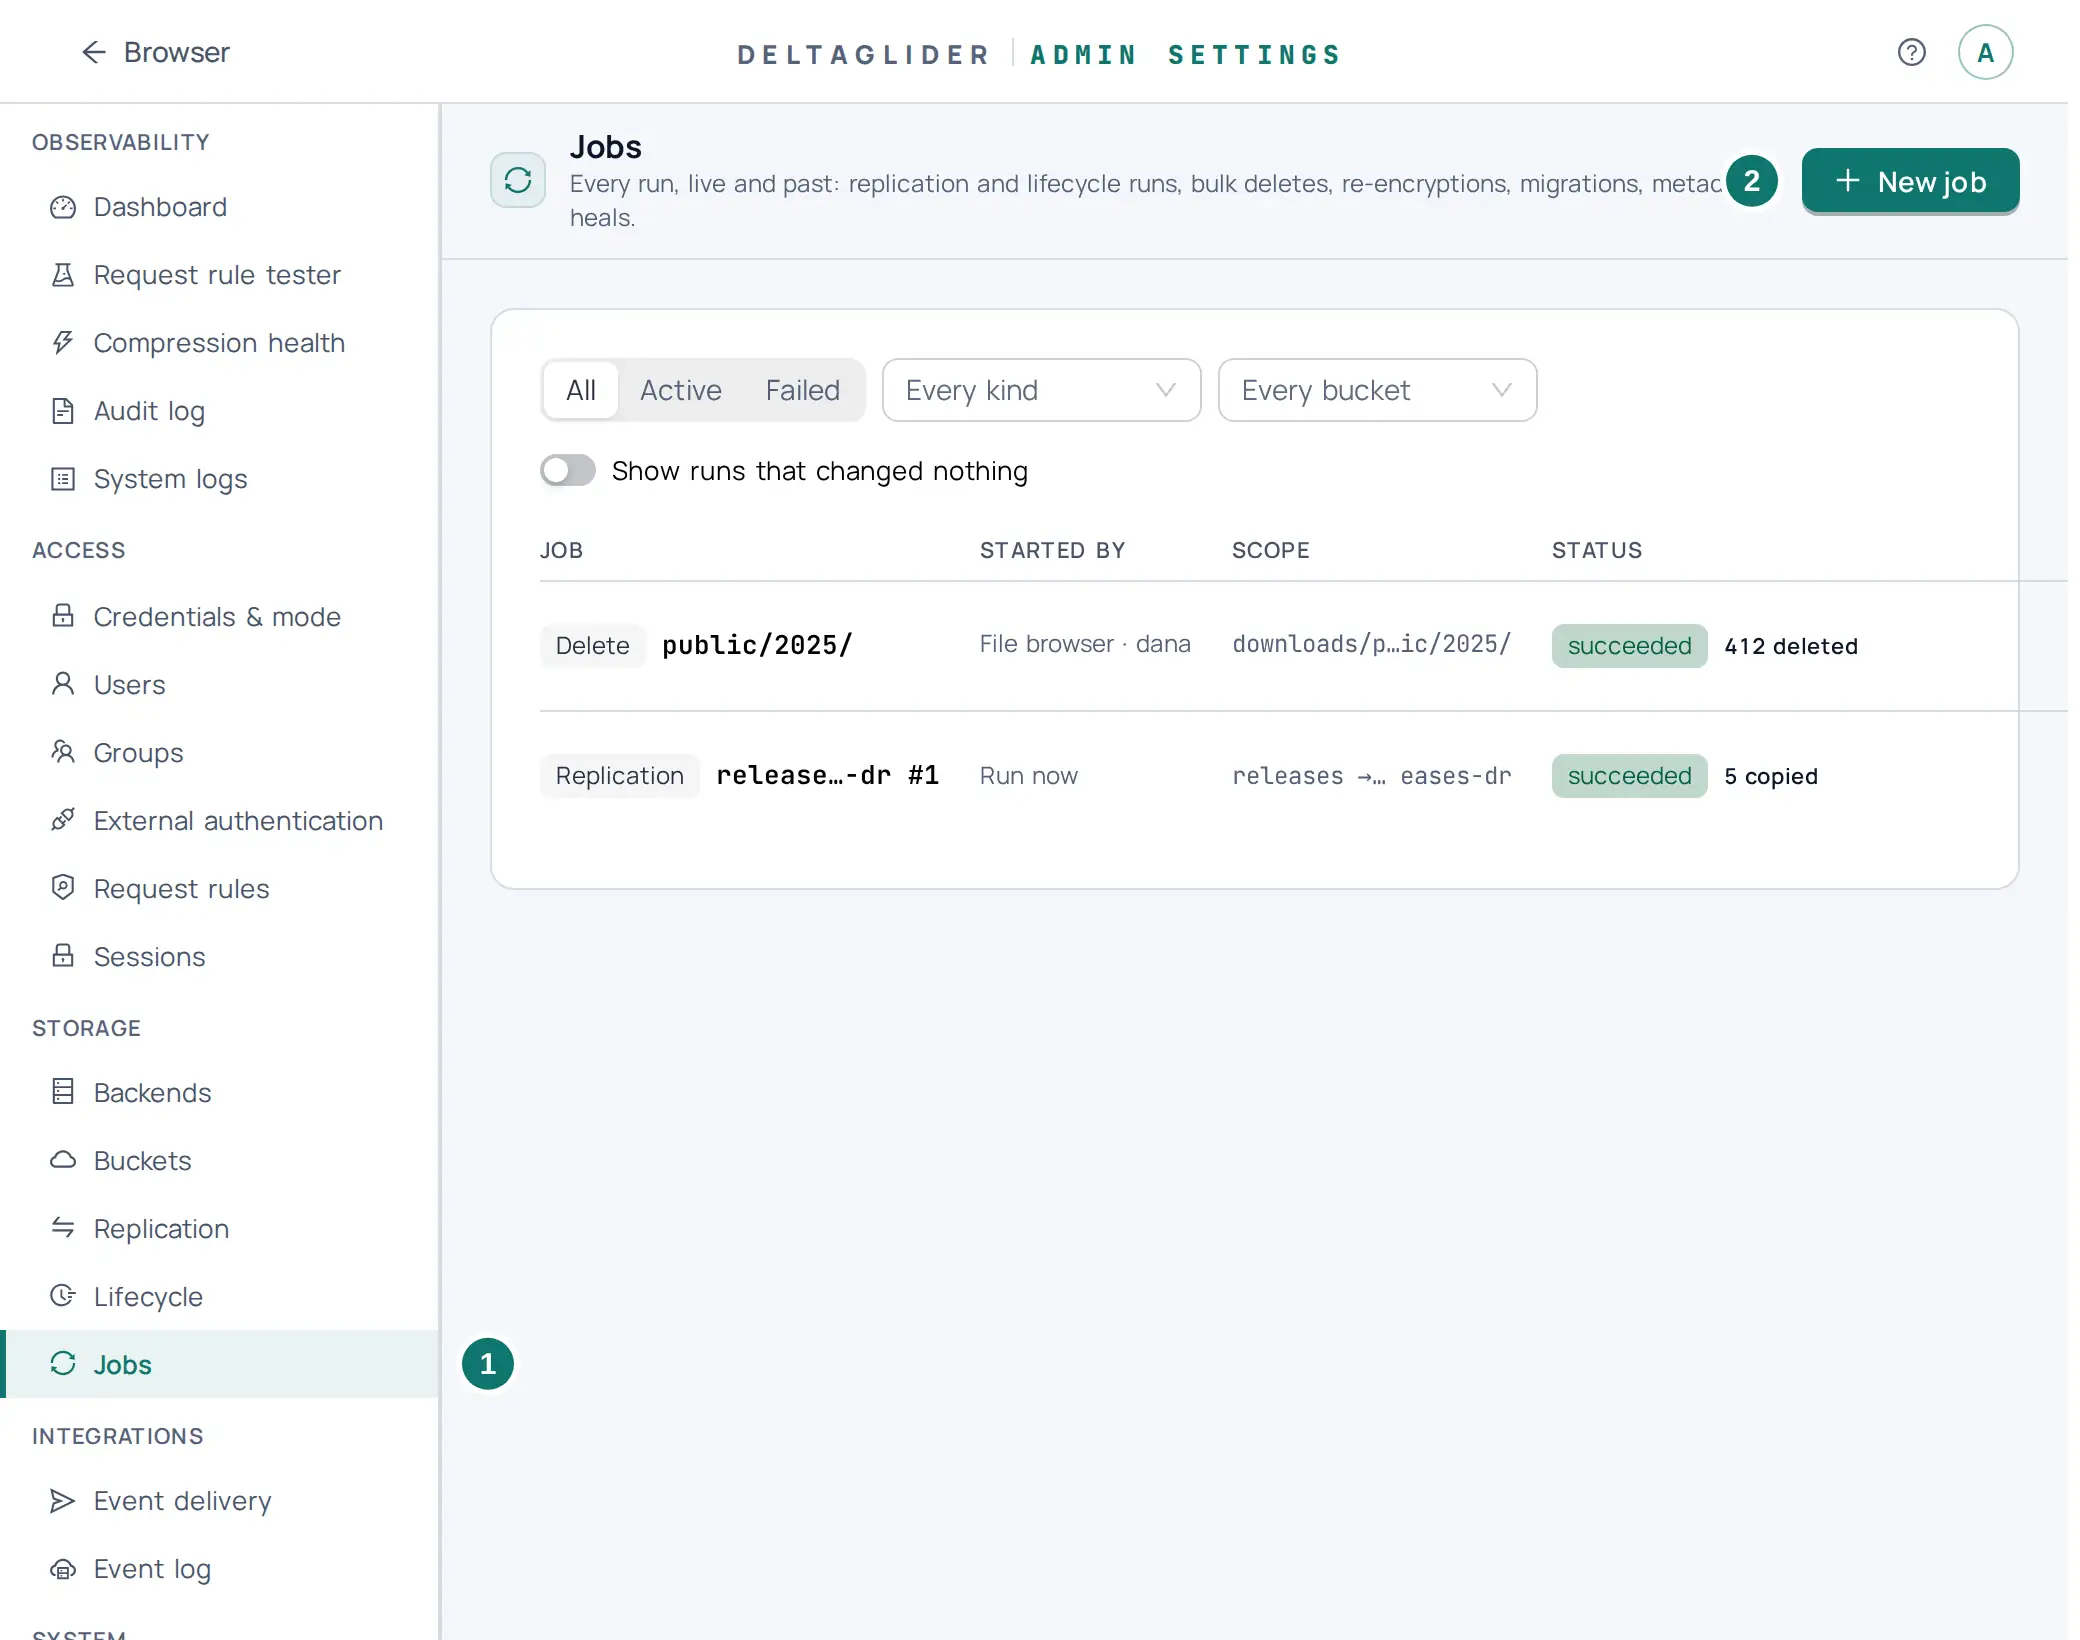 Browser
DELTAGLIDER ADMIN SETTINGS
A
OBSERVABILITY
Dashboard
Request rule tester
Compression health
Audit log
System logs
ACCESS
Credentials & mode
Users
Groups
External authentication
Request rules
Sessions
STORAGE
Backends
Buckets
Replication
Lifecycle
Jobs
1
INTEGRATIONS
Event delivery
Event log
SYSTEM
Jobs
Every run, live and past: replication and lifecycle runs, bulk deletes, re-encryptions, migrations,
heals.
2
New job
All Active Failed Every kind Every bucket
Show runs that changed nothing
JOB STARTED BY SCOPE STATUS
Delete public/2025/ File browser · dana downloads/p…ic/2025/ succeeded 412 deleted
Replication release…-dr #1 Run now releases →… eases-dr succeeded 5 copied